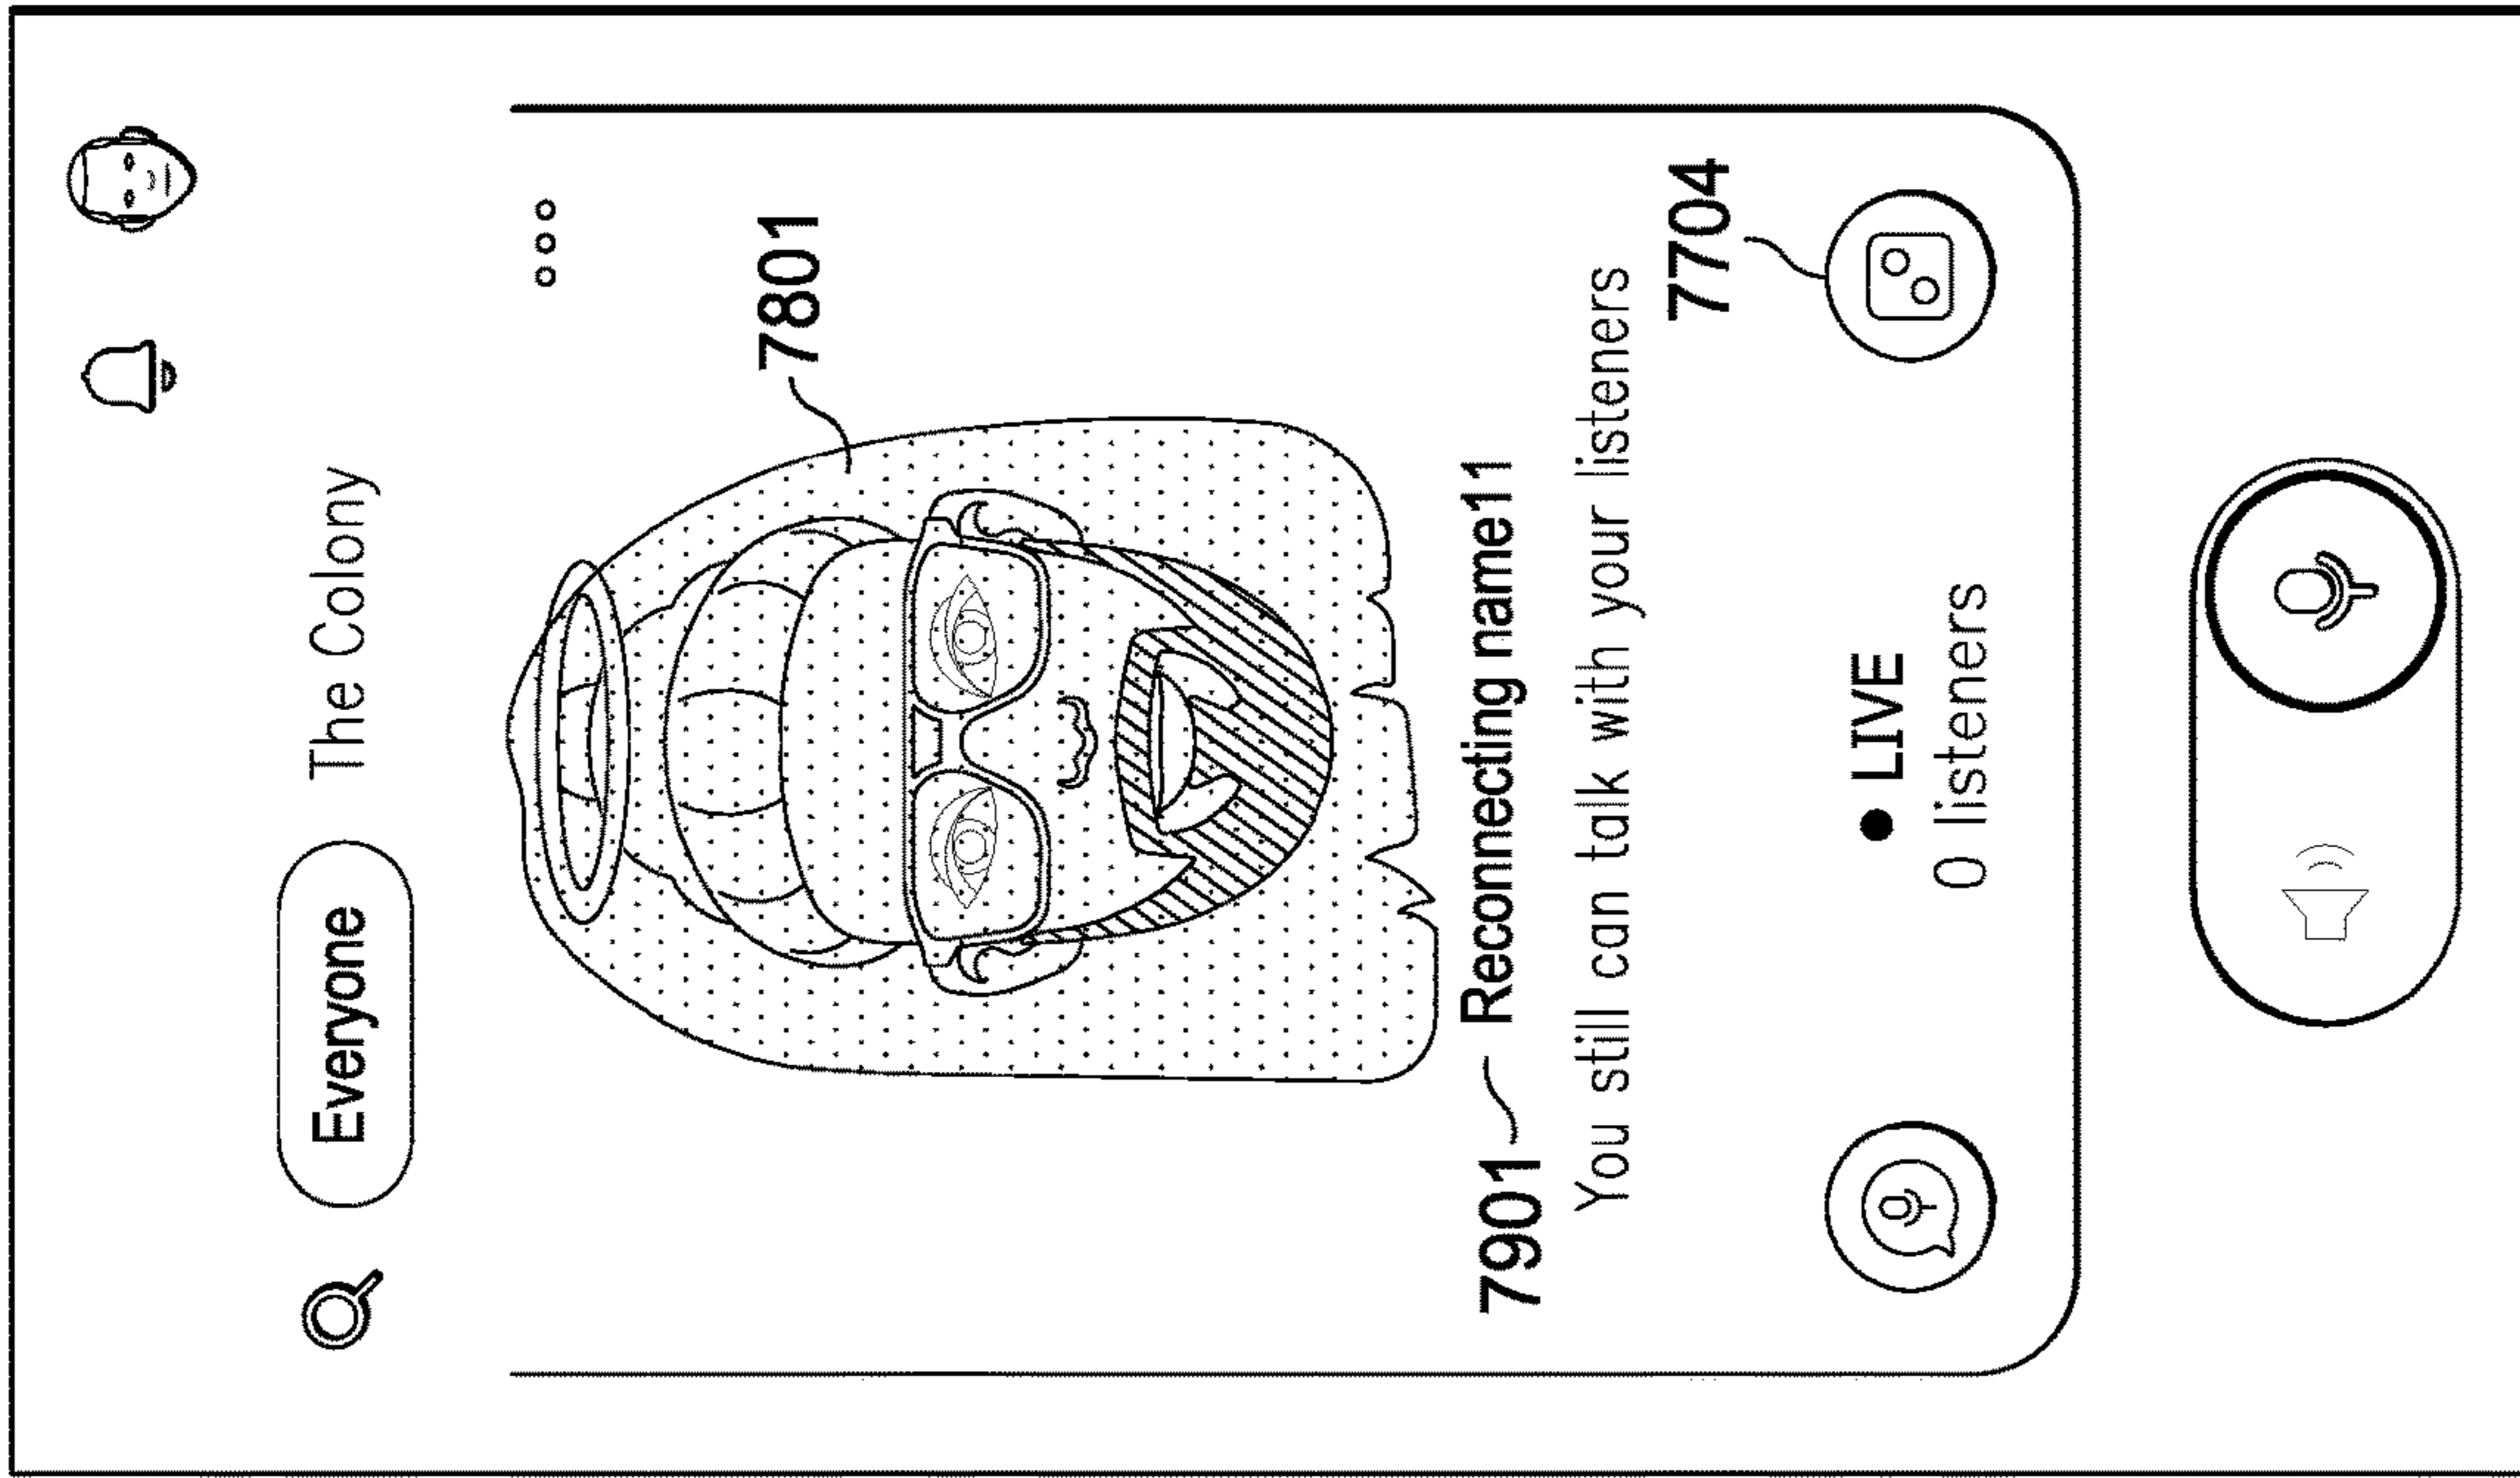 Everyone The Colony
7801
7901 Reconnecting name11
You still can talk with your listeners
7704
● LIVE
0 listeners